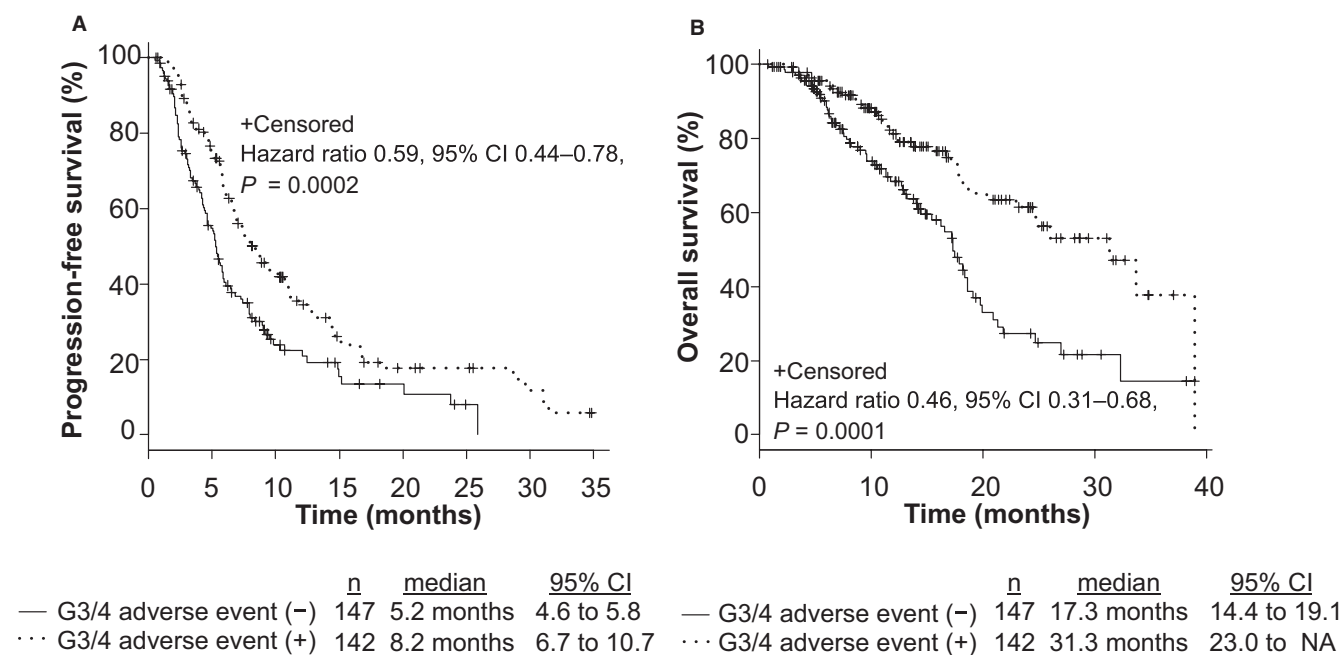 A
Progression-free survival (%)
100
80
60
40
20
0
+Censored
Hazard ratio 0.59, 95% CI 0.44–0.78,
P = 0.0002
0 5 10 15 20 25 30 35
Time (months)
n median 95% CI
G3/4 adverse event (−) 147 5.2 months 4.6 to 5.8
G3/4 adverse event (+) 142 8.2 months 6.7 to 10.7
B
Overall survival (%)
100
80
60
40
20
0
+Censored
Hazard ratio 0.46, 95% CI 0.31–0.68,
P = 0.0001
0 10 20 30 40
Time (months)
n median 95% CI
G3/4 adverse event (−) 147 17.3 months 14.4 to 19.1
G3/4 adverse event (+) 142 31.3 months 23.0 to NA